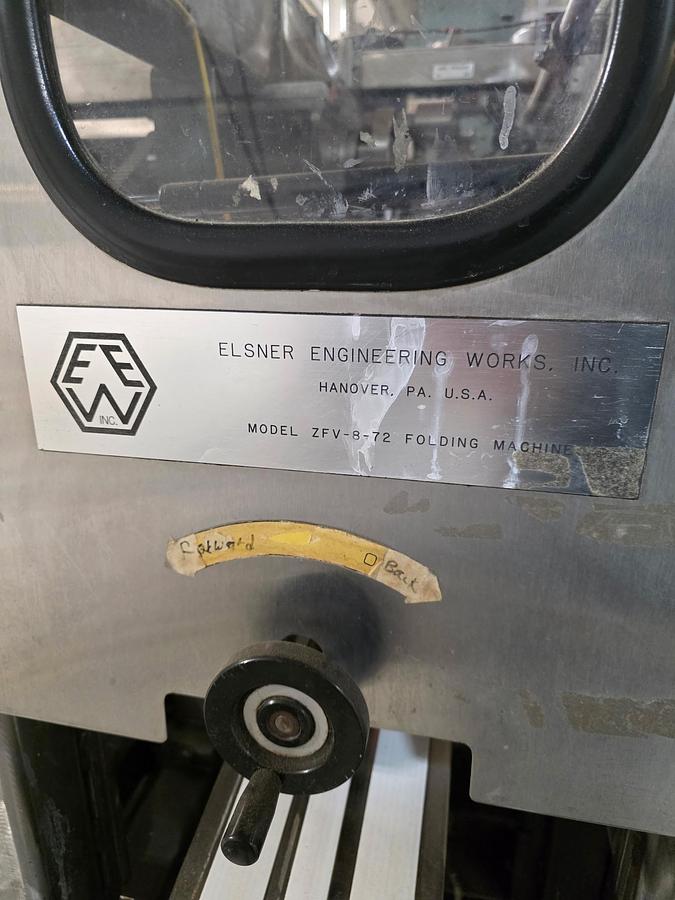 EEW
INC.
ELSNER ENGINEERING WORKS, INC.
HANOVER, PA. U.S.A.
MODEL ZFV-8-72 FOLDING MACHINE
Forward
Back